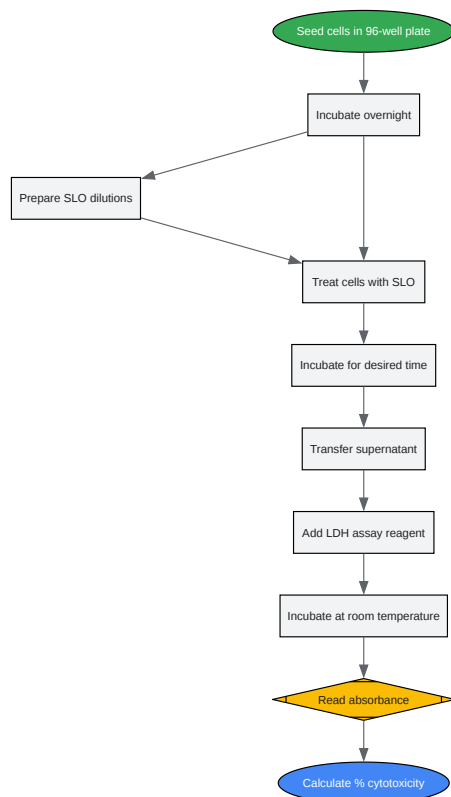 Seed cells in 96-well plate
Incubate overnight
Prepare SLO dilutions
Treat cells with SLO
Incubate for desired time
Transfer supernatant
Add LDH assay reagent
Incubate at room temperature
Read absorbance
Calculate % cytotoxicity